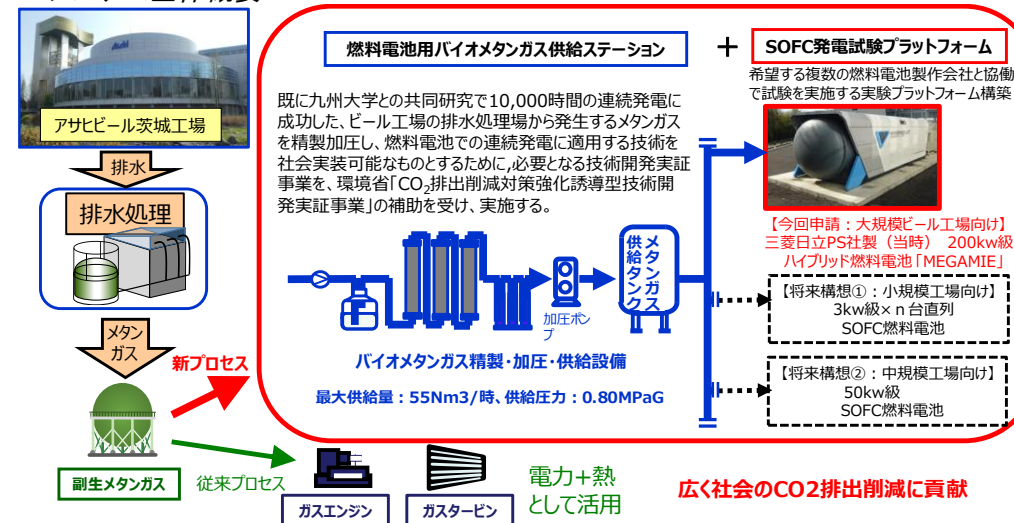 Asahi
アサヒビール茨城工場
排水
排水処理
メタン
ガス
副生メタンガス
新プロセス
従来プロセス
ガスエンジン
ガスタービン
電力+熱
として活用
燃料電池用バイオメタンガス供給ステーション
＋
SOFC発電試験プラットフォーム
希望する複数の燃料電池製作会社と協働
で試験を実施する実験プラットフォーム構築
既に九州大学との共同研究で10,000時間の連続発電に
成功した、ビール工場の排水処理場から発生するメタンガス
を精製加圧し、燃料電池での連続発電に適用する技術を
社会実装可能なものとするために,必要となる技術開発実証
事業を、環境省「CO2排出削減対策強化誘導型技術開
発実証事業」の補助を受け、実施する。
加圧ポン
プ
メタンガス
供給タンク
バイオメタンガス精製・加圧・供給設備
最大供給量：55Nm3/時、供給圧力：0.80MPaG
【今回申請：大規模ビール工場向け】
三菱日立PS社製（当時） 200kw級
ハイブリッド燃料電池「MEGAMIE」
【将来構想①：小規模工場向け】
3kw級×ｎ台直列
SOFC燃料電池
【将来構想②：中規模工場向け】
50kw級
SOFC燃料電池
広く社会のCO2排出削減に貢献